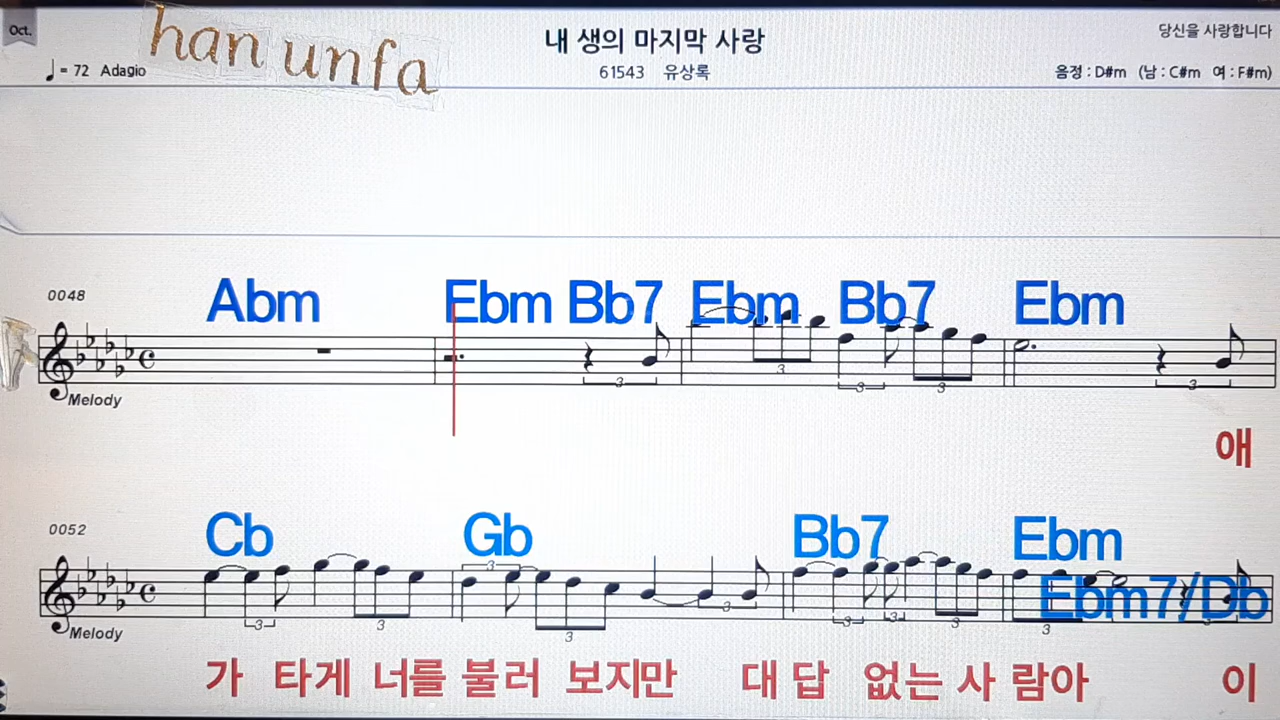 Oct.
han unfa
내 생의 마지막 사랑
당신을 사랑합니다
♩= 72 Adagio
61543 유상록
음정 : D#m (남 : C#m 여 : F#m)
Abm Ebm Bb7 Ebm Bb7 Ebm
0048
3 3 3 3 3
Melody
애
0052
Cb Gb Bb7 Ebm
Ebm7/Db
3 3 3 3 3 3 3 3 3
Melody
가 타게 너를 불러 보지만 대 답 없는 사 람아 이